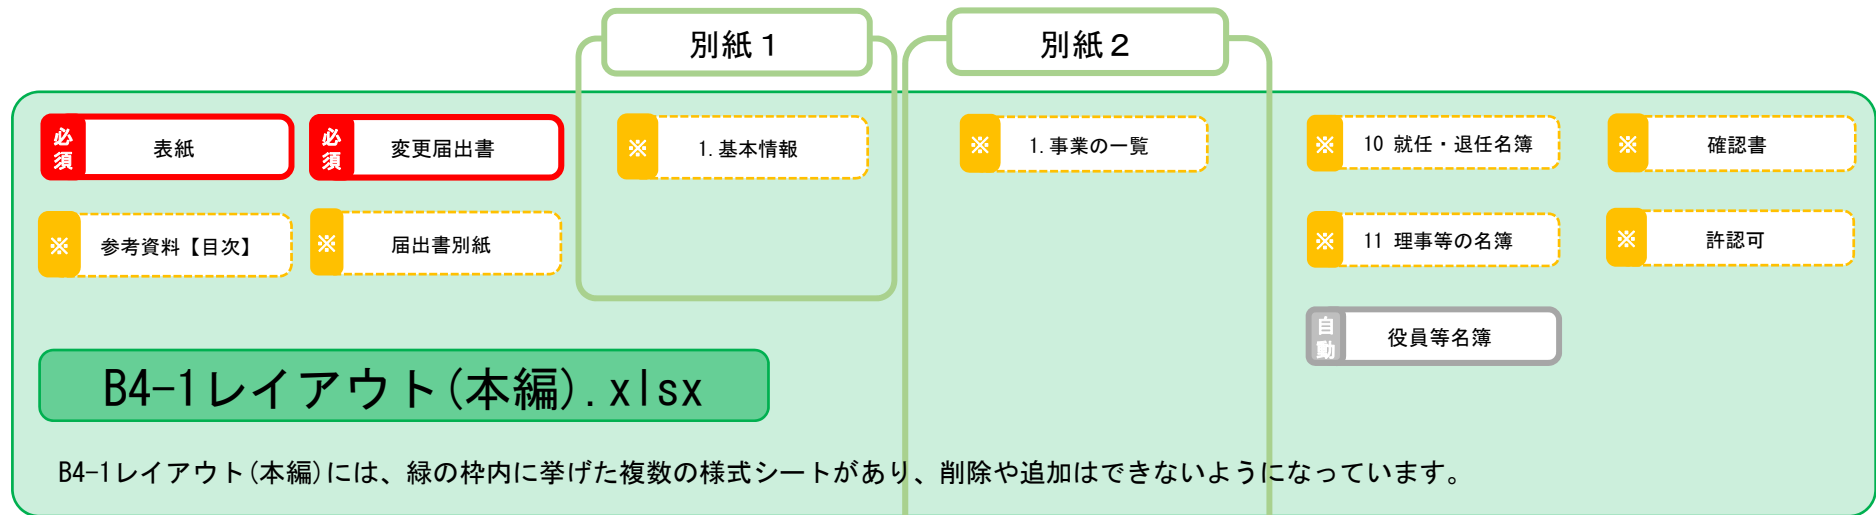 別紙１
別紙２
必須 表紙
必須 変更届出書
※ 1.基本情報
※ 1.事業の一覧
※ 10 就任・退任名簿
※ 確認書
※ 参考資料【目次】
※ 届出書別紙
※ 11 理事等の名簿
※ 許認可
自動 役員等名簿
B4-1レイアウト(本編).xlsx
B4-1レイアウト(本編)には、緑の枠内に挙げた複数の様式シートがあり、削除や追加はできないようになっています。